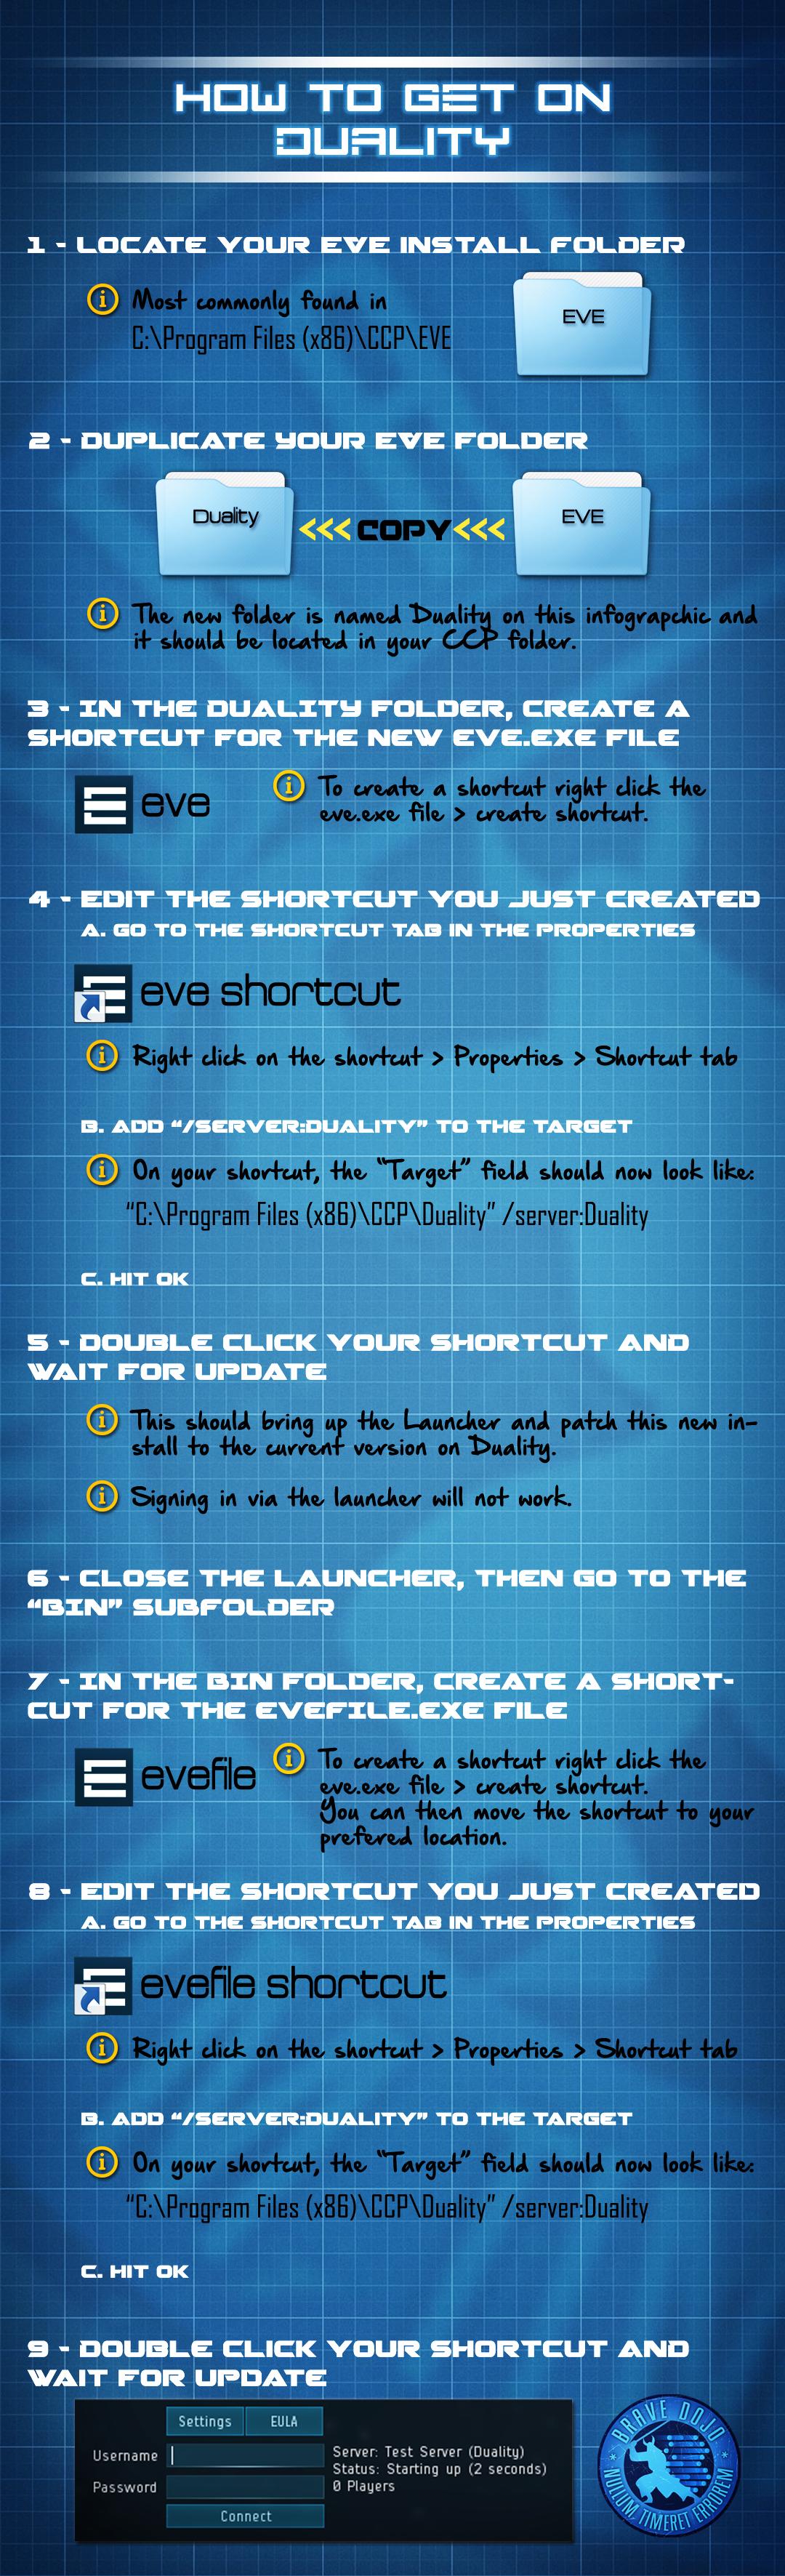 HOW TO GET ON
DUALITY
1 - LOCATE YOUR EVE INSTALL FOLDER
Most commonly found in
C:\Program Files (x86)\CCP\EVE
EVE
2 - DUPLICATE YOUR EVE FOLDER
Duality <<< COPY <<< EVE
The new folder is named Duality on this infograpchic and
it should be located in your CCP folder.
3 - IN THE DUALITY FOLDER, CREATE A
SHORTCUT FOR THE NEW EVE.EXE FILE
eve
To create a shortcut right click the
eve.exe file > create shortcut.
4 - EDIT THE SHORTCUT YOU JUST CREATED
A. GO TO THE SHORTCUT TAB IN THE PROPERTIES
eve shortcut
Right click on the shortcut > Properties > Shortcut tab
B. ADD "/SERVER:DUALITY" TO THE TARGET
On your shortcut, the "Target" field should now look like:
"C:\Program Files (x86)\CCP\Duality" /server:Duality
C. HIT OK
5 - DOUBLE CLICK YOUR SHORTCUT AND
WAIT FOR UPDATE
This should bring up the Launcher and patch this new in-
stall to the current version on Duality.
Signing in via the launcher will not work.
6 - CLOSE THE LAUNCHER, THEN GO TO THE
"BIN" SUBFOLDER
7 - IN THE BIN FOLDER, CREATE A SHORT-
CUT FOR THE EVEFILE.EXE FILE
evefile
To create a shortcut right click the
eve.exe file > create shortcut.
You can then move the shortcut to your
prefered location.
8 - EDIT THE SHORTCUT YOU JUST CREATED
A. GO TO THE SHORTCUT TAB IN THE PROPERTIES
evefile shortcut
Right click on the shortcut > Properties > Shortcut tab
B. ADD "/SERVER:DUALITY" TO THE TARGET
On your shortcut, the "Target" field should now look like:
"C:\Program Files (x86)\CCP\Duality" /server:Duality
C. HIT OK
9 - DOUBLE CLICK YOUR SHORTCUT AND
WAIT FOR UPDATE
Settings EULA
Username
Password
Connect
Server: Test Server (Duality)
Status: Starting up (2 seconds)
0 Players
BRAVE DOJO
NULLUM TIMERET ERROREM